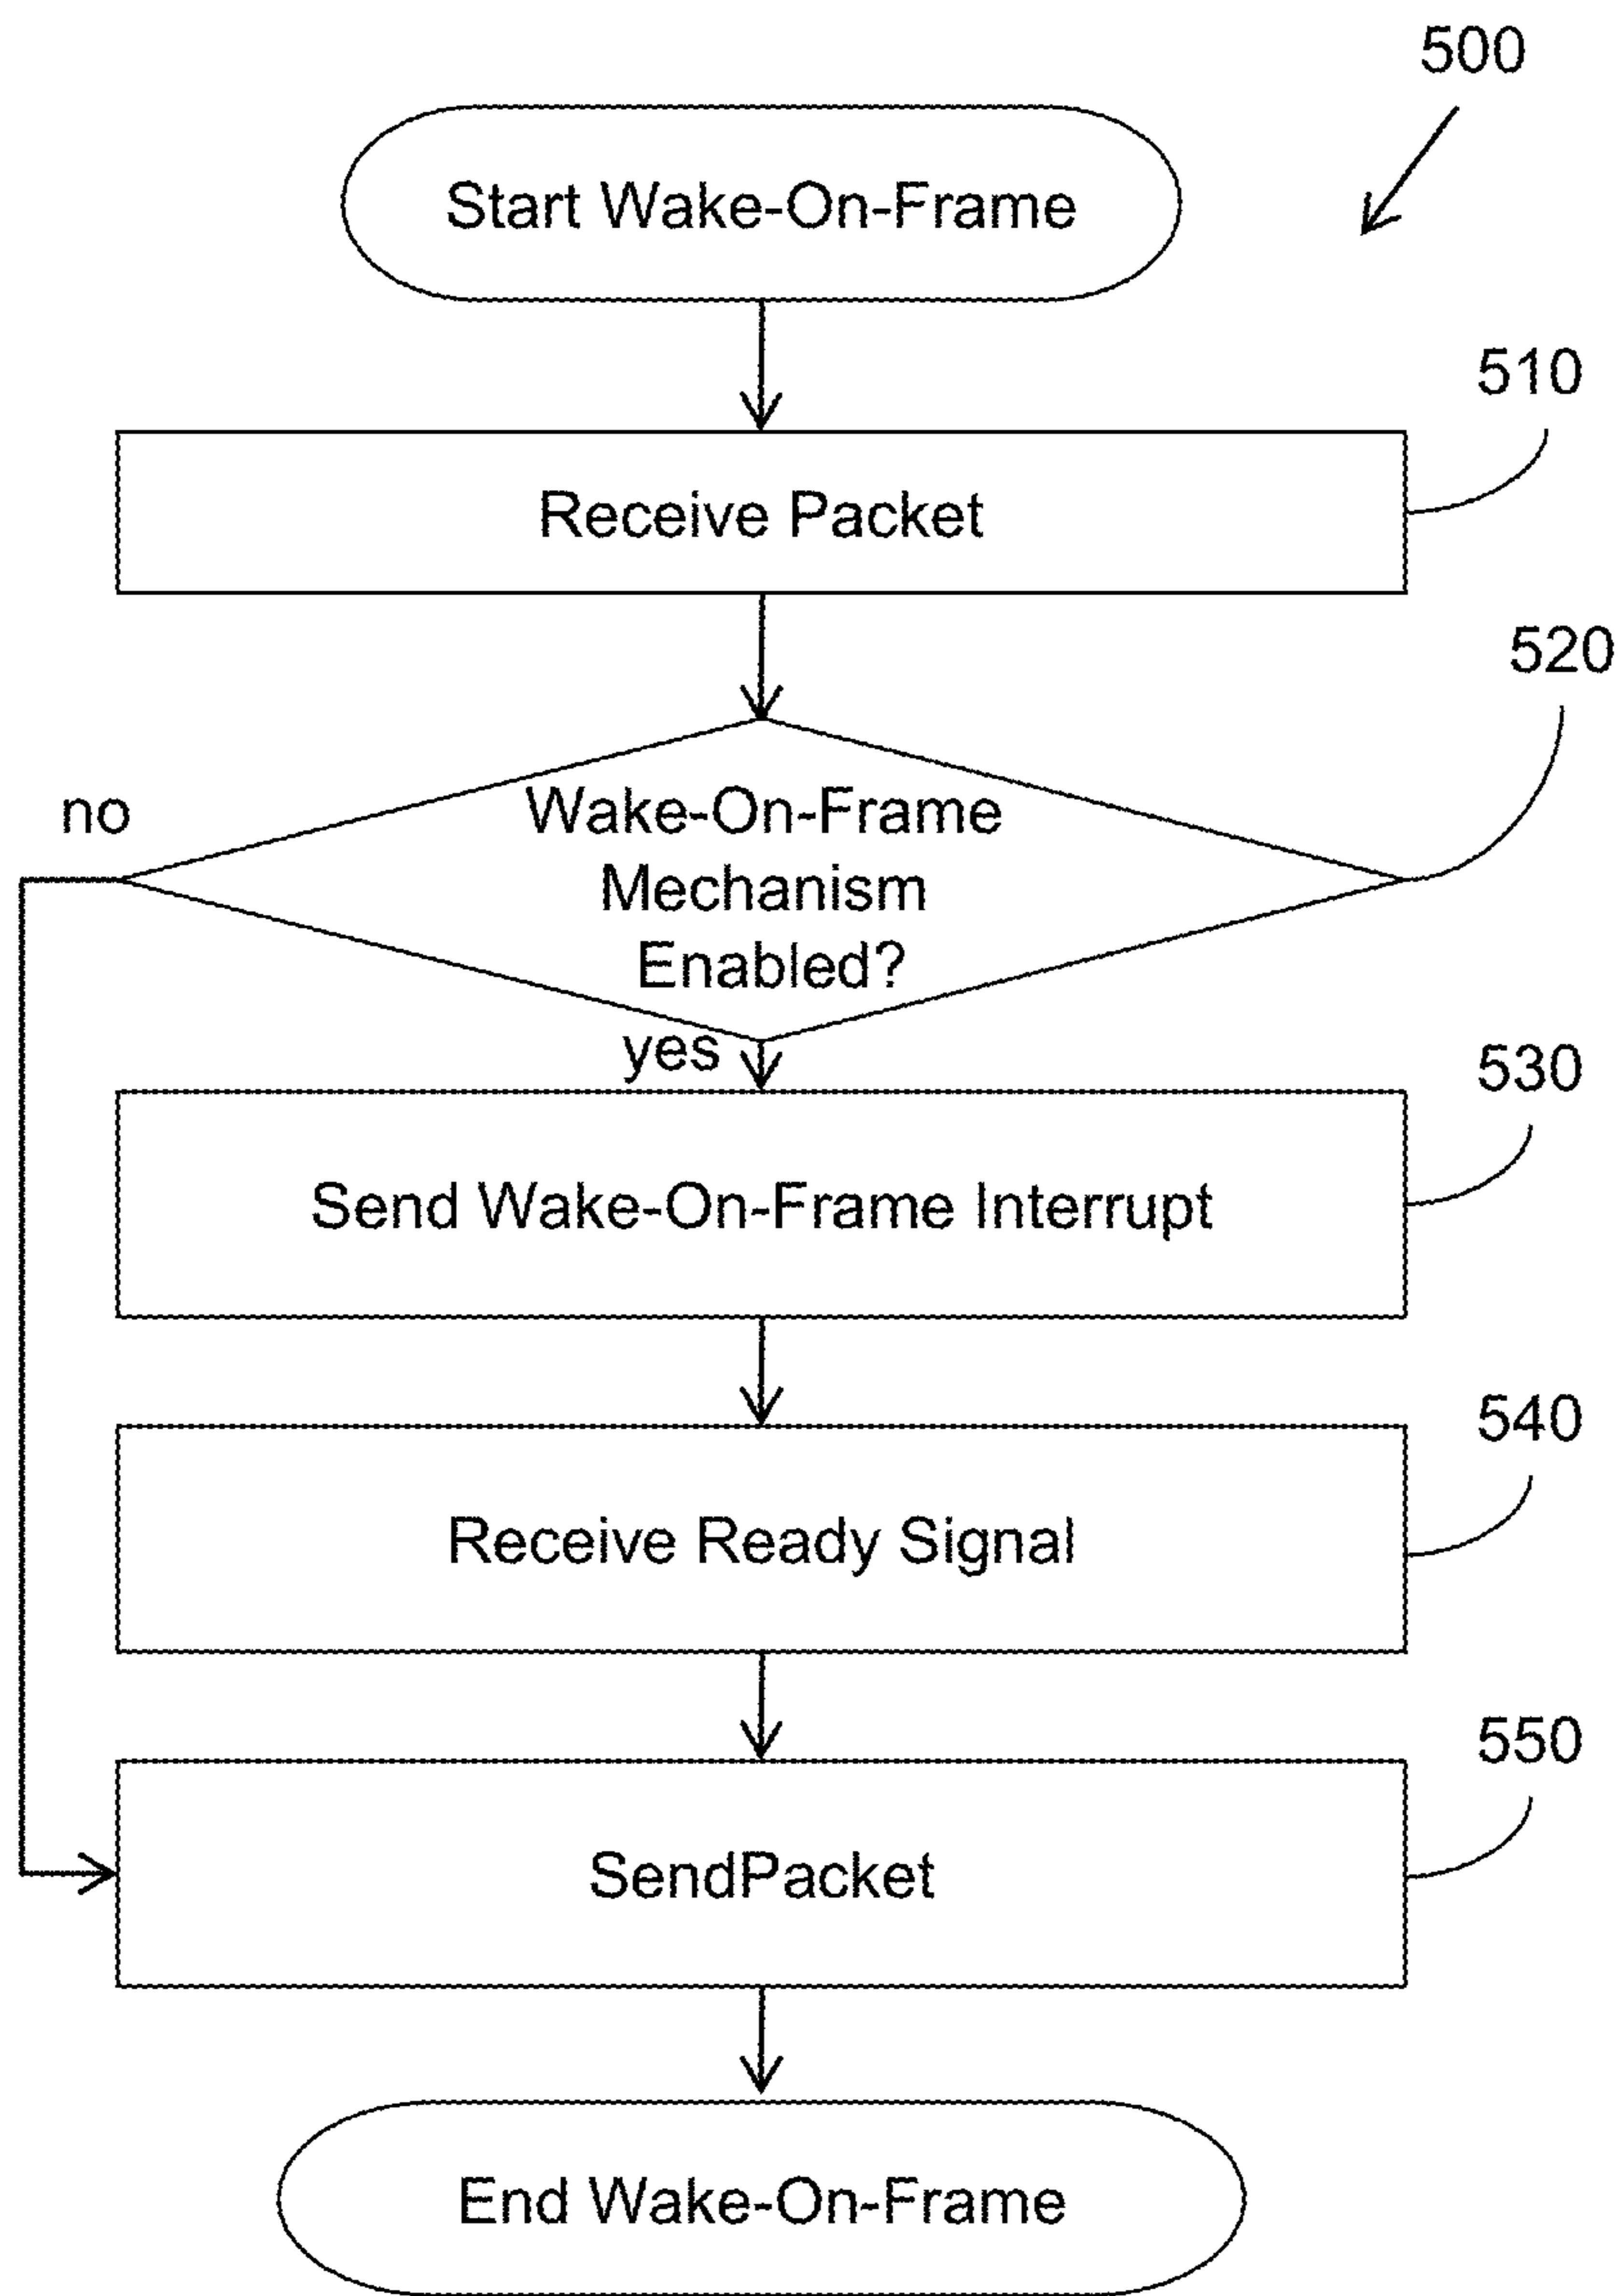 500
Start Wake-On-Frame
510
Receive Packet
520
no
Wake-On-Frame
Mechanism
Enabled?
yes
530
Send Wake-On-Frame Interrupt
540
Receive Ready Signal
550
SendPacket
End Wake-On-Frame